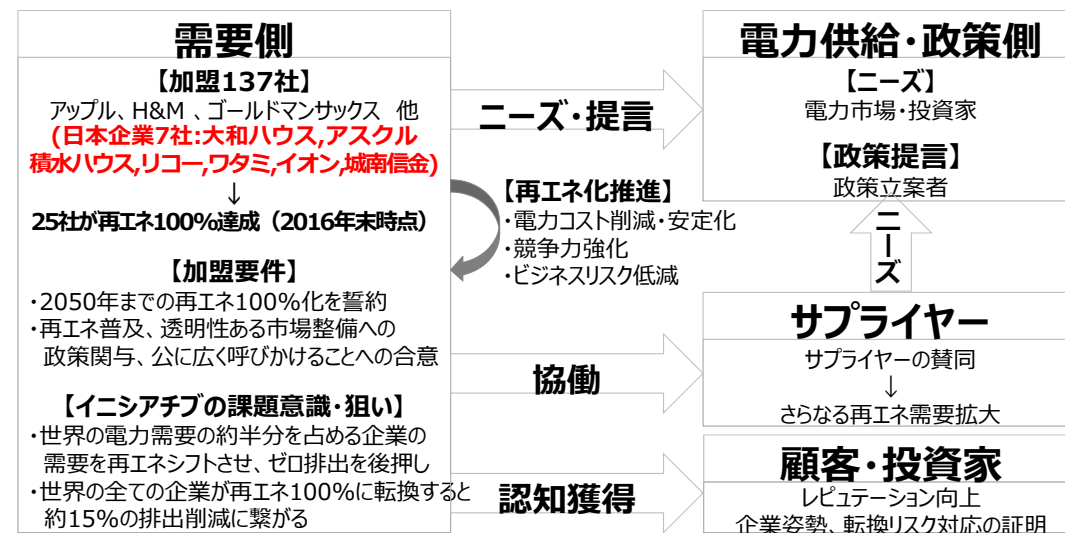 需要側
【加盟137社】
アップル、H&M 、ゴールドマンサックス 他
(日本企業7社:大和ハウス,アスクル
積水ハウス,リコー,ワタミ,イオン,城南信金)
↓
25社が再エネ100%達成（2016年末時点）
【加盟要件】
・2050年までの再エネ100%化を誓約
・再エネ普及、透明性ある市場整備への
政策関与、公に広く呼びかけることへの合意
【イニシアチブの課題意識・狙い】
・世界の電力需要の約半分を占める企業の
需要を再エネシフトさせ、ゼロ排出を後押し
・世界の全ての企業が再エネ100%に転換すると
約15%の排出削減に繋がる
ニーズ・提言
【再エネ化推進】
・電力コスト削減・安定化
・競争力強化
・ビジネスリスク低減
協働
認知獲得
電力供給・政策側
【ニーズ】
電力市場・投資家
【政策提言】
政策立案者
ニーズ
サプライヤー
サプライヤーの賛同
↓
さらなる再エネ需要拡大
顧客・投資家
レピュテーション向上
企業姿勢、転換リスク対応の証明